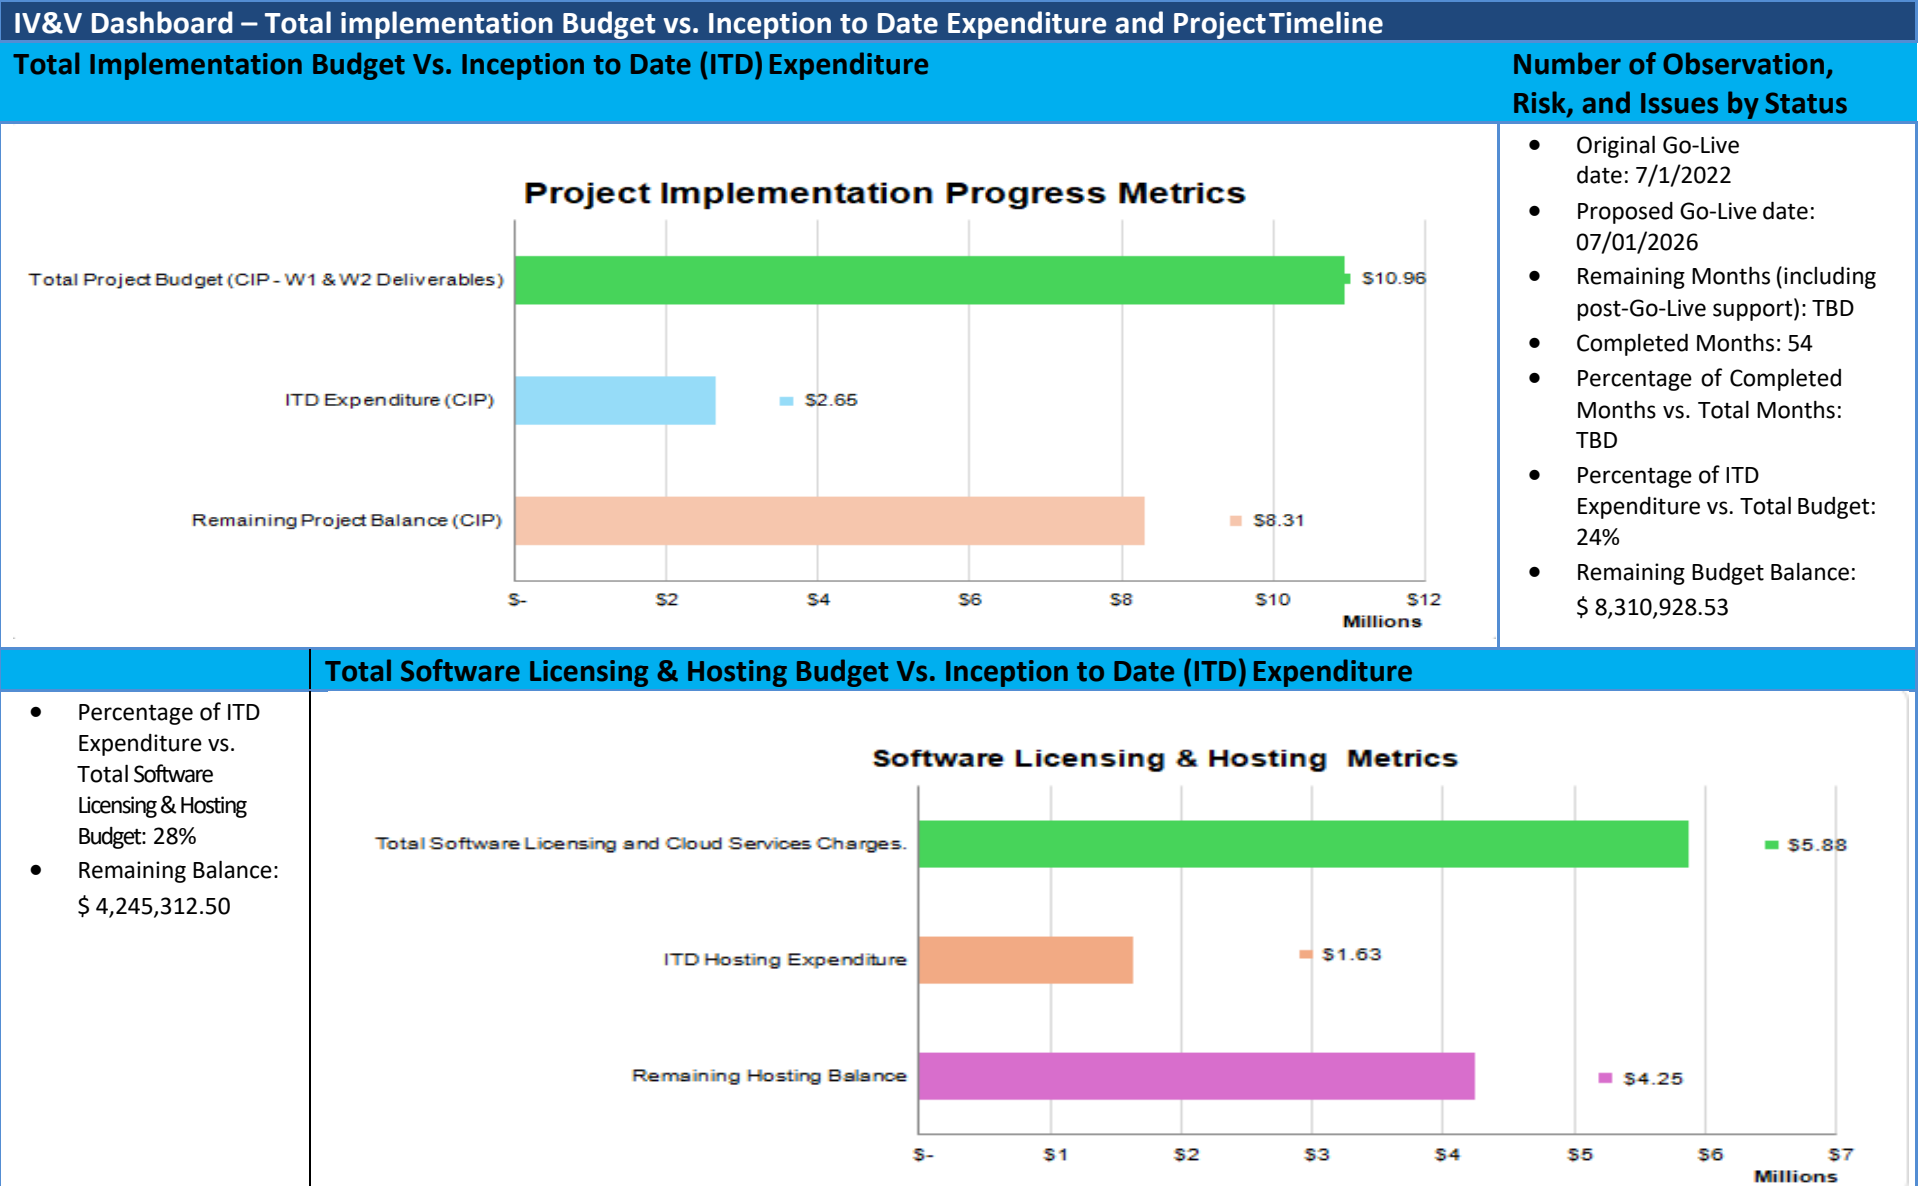 IV&V Dashboard – Total implementation Budget vs. Inception to Date Expenditure and Project Timeline
Total Implementation Budget Vs. Inception to Date (ITD) Expenditure
Number of Observation,
Risk, and Issues by Status
Project Implementation Progress Metrics
Total Project Budget (CIP - W1 & W2 Deliverables)
$10.96
ITD Expenditure (CIP)
$2.65
Remaining Project Balance (CIP)
$8.31
$- $2 $4 $6 $8 $10 $12
Millions
• Original Go-Live
date: 7/1/2022
• Proposed Go-Live date:
07/01/2026
• Remaining Months (including
post-Go-Live support): TBD
• Completed Months: 54
• Percentage of Completed
Months vs. Total Months:
TBD
• Percentage of ITD
Expenditure vs. Total Budget:
24%
• Remaining Budget Balance:
$ 8,310,928.53
Total Software Licensing & Hosting Budget Vs. Inception to Date (ITD) Expenditure
• Percentage of ITD
Expenditure vs.
Total Software
Licensing & Hosting
Budget: 28%
• Remaining Balance:
$ 4,245,312.50
Software Licensing & Hosting Metrics
Total Software Licensing and Cloud Services Charges.
$5.88
ITD Hosting Expenditure
$1.63
Remaining Hosting Balance
$4.25
$- $1 $2 $3 $4 $5 $6 $7
Millions